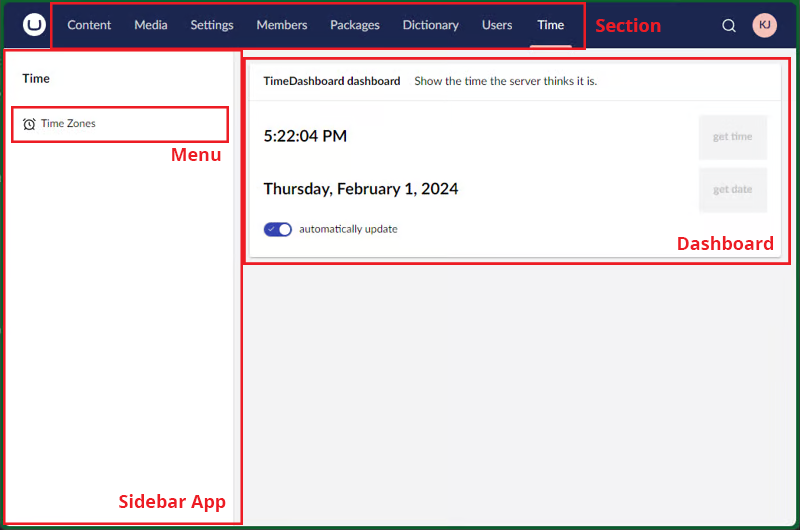 Content Media Settings Members Packages Dictionary Users Time Section KJ
Time
TimeDashboard dashboard Show the time the server thinks it is.
Time Zones
Menu
5:22:04 PM get time
Thursday, February 1, 2024 get date
automatically update
Dashboard
Sidebar App